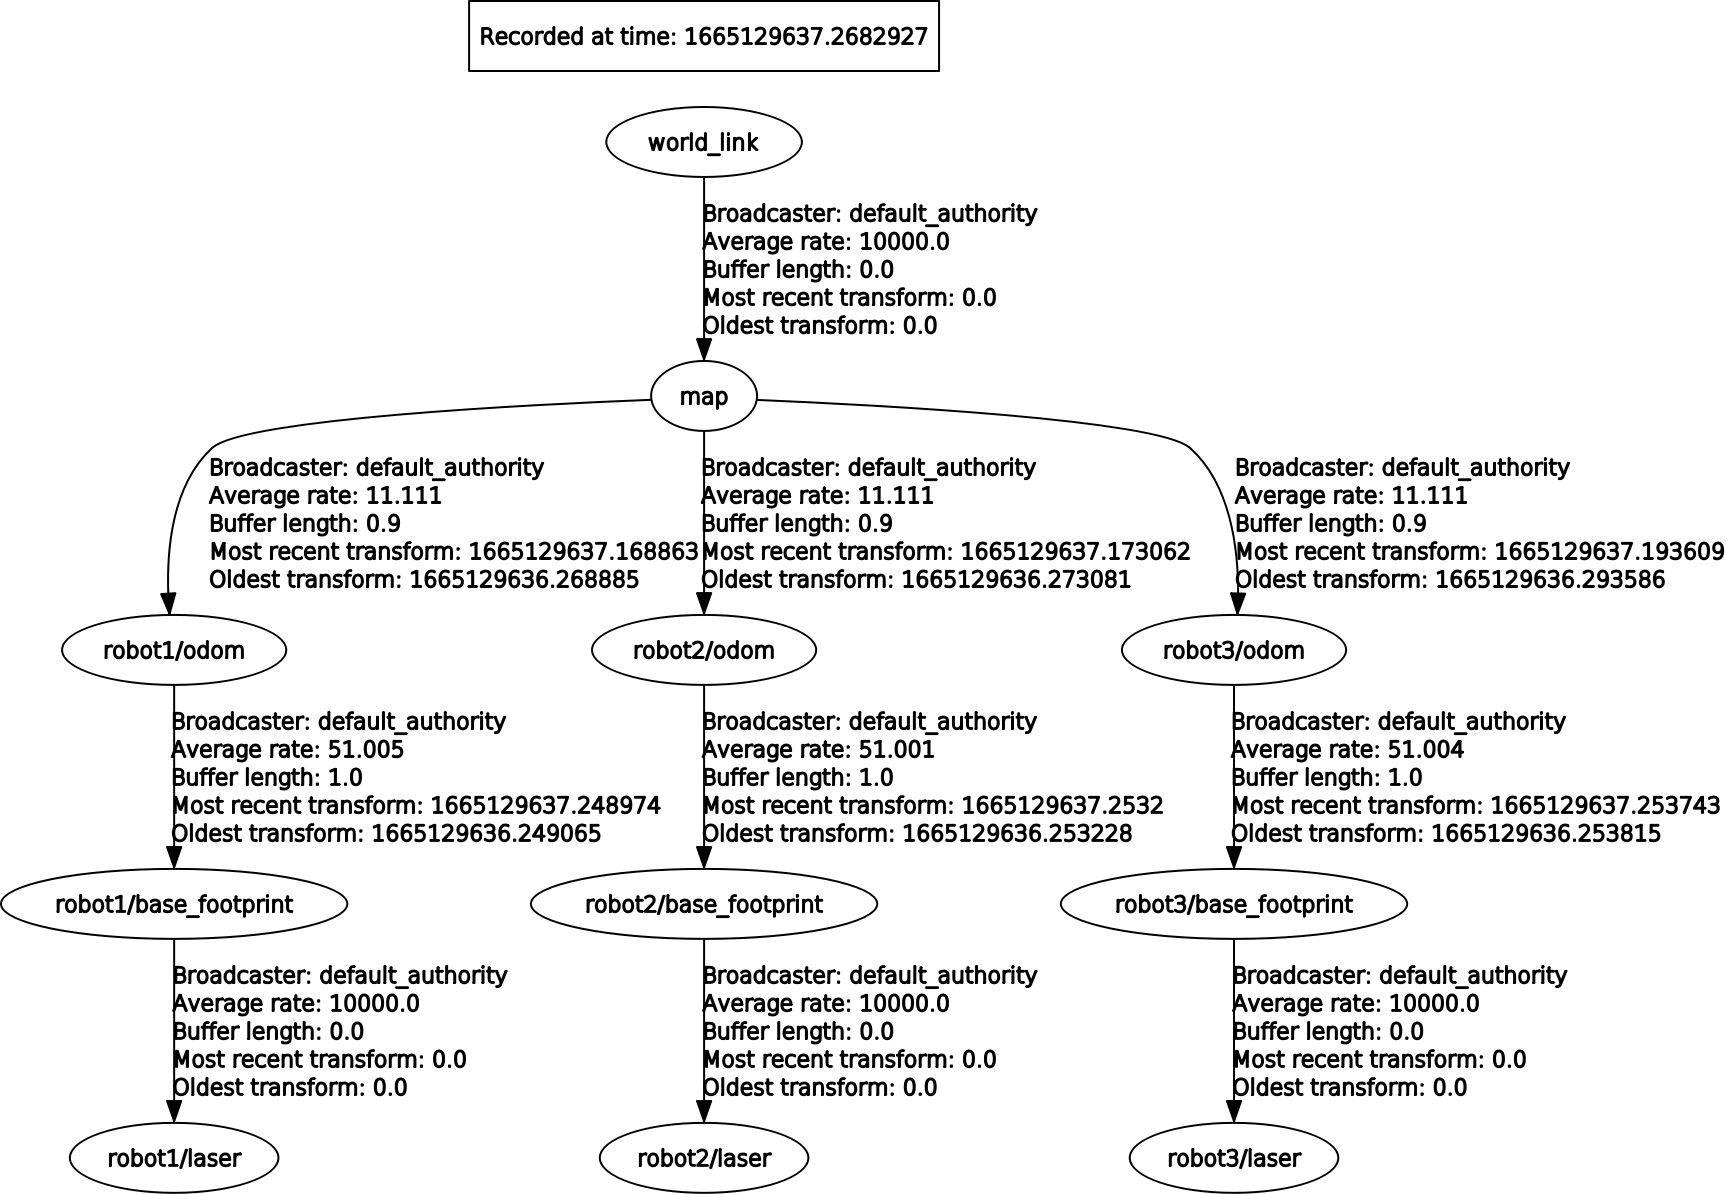 Recorded at time: 1665129637.2682927
world_link
Broadcaster: default_authority
Average rate: 10000.0
Buffer length: 0.0
Most recent transform: 0.0
Oldest transform: 0.0
map
Broadcaster: default_authority
Average rate: 11.111
Buffer length: 0.9
Most recent transform: 1665129637.168863
Oldest transform: 1665129636.268885
Broadcaster: default_authority
Average rate: 11.111
Buffer length: 0.9
Most recent transform: 1665129637.173062
Oldest transform: 1665129636.273081
Broadcaster: default_authority
Average rate: 11.111
Buffer length: 0.9
Most recent transform: 1665129637.193609
Oldest transform: 1665129636.293586
robot1/odom
robot2/odom
robot3/odom
Broadcaster: default_authority
Average rate: 51.005
Buffer length: 1.0
Most recent transform: 1665129637.248974
Oldest transform: 1665129636.249065
Broadcaster: default_authority
Average rate: 51.001
Buffer length: 1.0
Most recent transform: 1665129637.2532
Oldest transform: 1665129636.253228
Broadcaster: default_authority
Average rate: 51.004
Buffer length: 1.0
Most recent transform: 1665129637.253743
Oldest transform: 1665129636.253815
robot1/base_footprint
robot2/base_footprint
robot3/base_footprint
Broadcaster: default_authority
Average rate: 10000.0
Buffer length: 0.0
Most recent transform: 0.0
Oldest transform: 0.0
Broadcaster: default_authority
Average rate: 10000.0
Buffer length: 0.0
Most recent transform: 0.0
Oldest transform: 0.0
Broadcaster: default_authority
Average rate: 10000.0
Buffer length: 0.0
Most recent transform: 0.0
Oldest transform: 0.0
robot1/laser
robot2/laser
robot3/laser